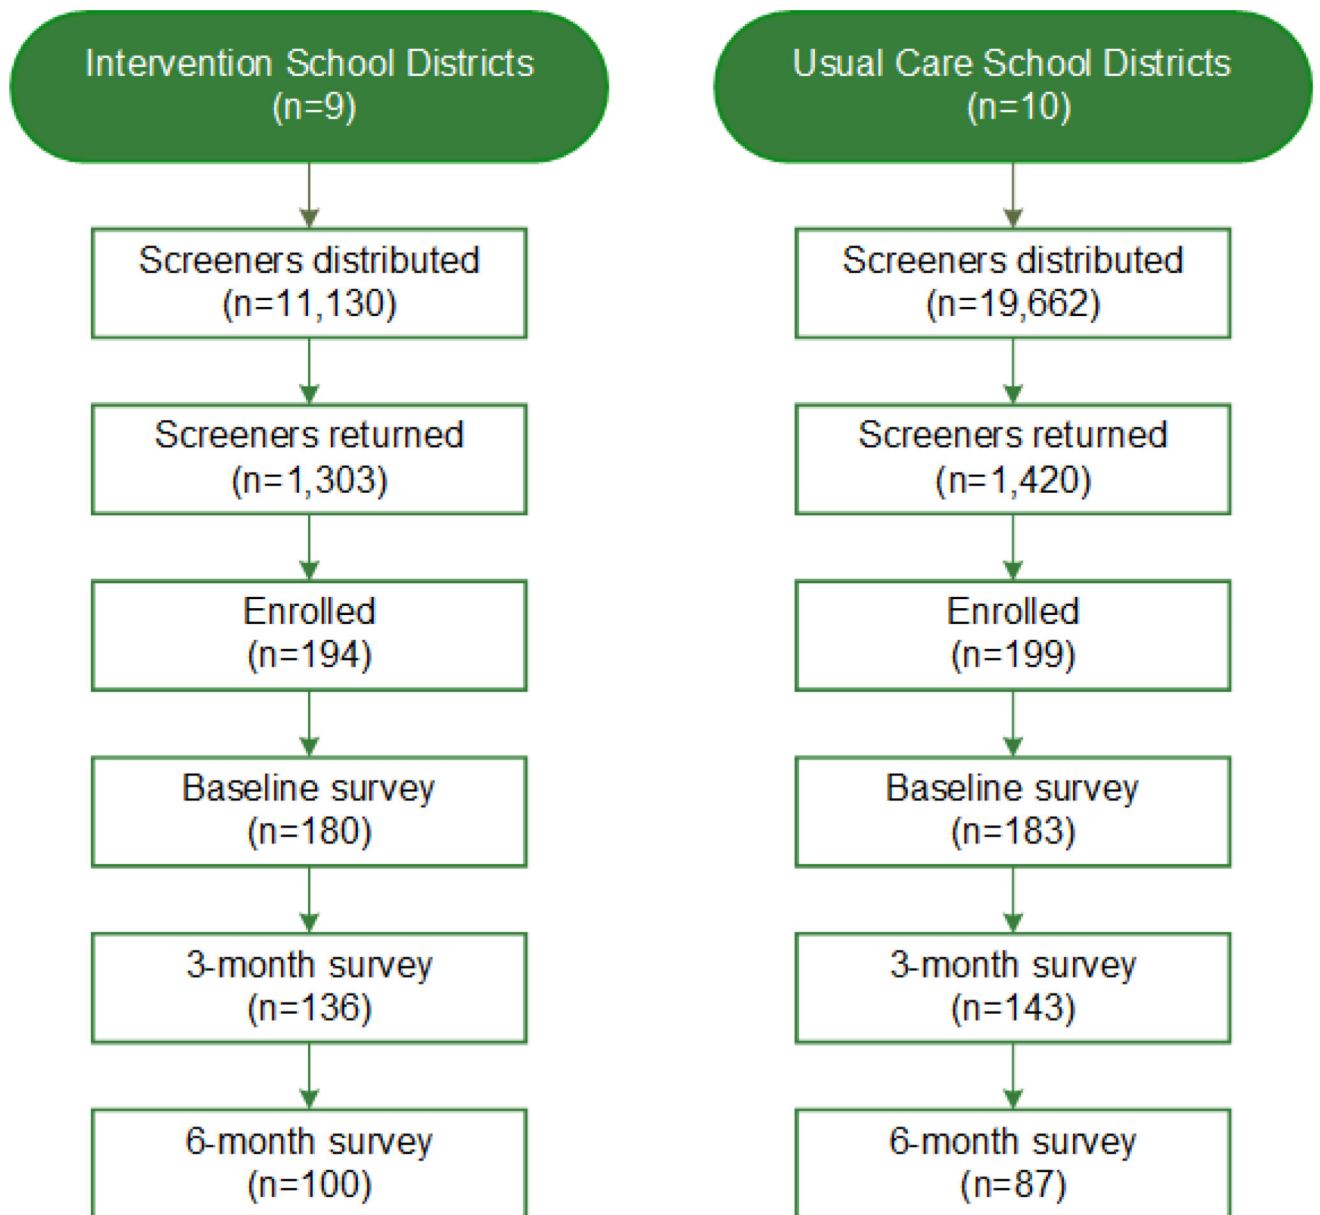 Intervention School Districts
(n=9)
Screeners distributed
(n=11,130)
Screeners returned
(n=1,303)
Enrolled
(n=194)
Baseline survey
(n=180)
3-month survey
(n=136)
6-month survey
(n=100)
Usual Care School Districts
(n=10)
Screeners distributed
(n=19,662)
Screeners returned
(n=1,420)
Enrolled
(n=199)
Baseline survey
(n=183)
3-month survey
(n=143)
6-month survey
(n=87)